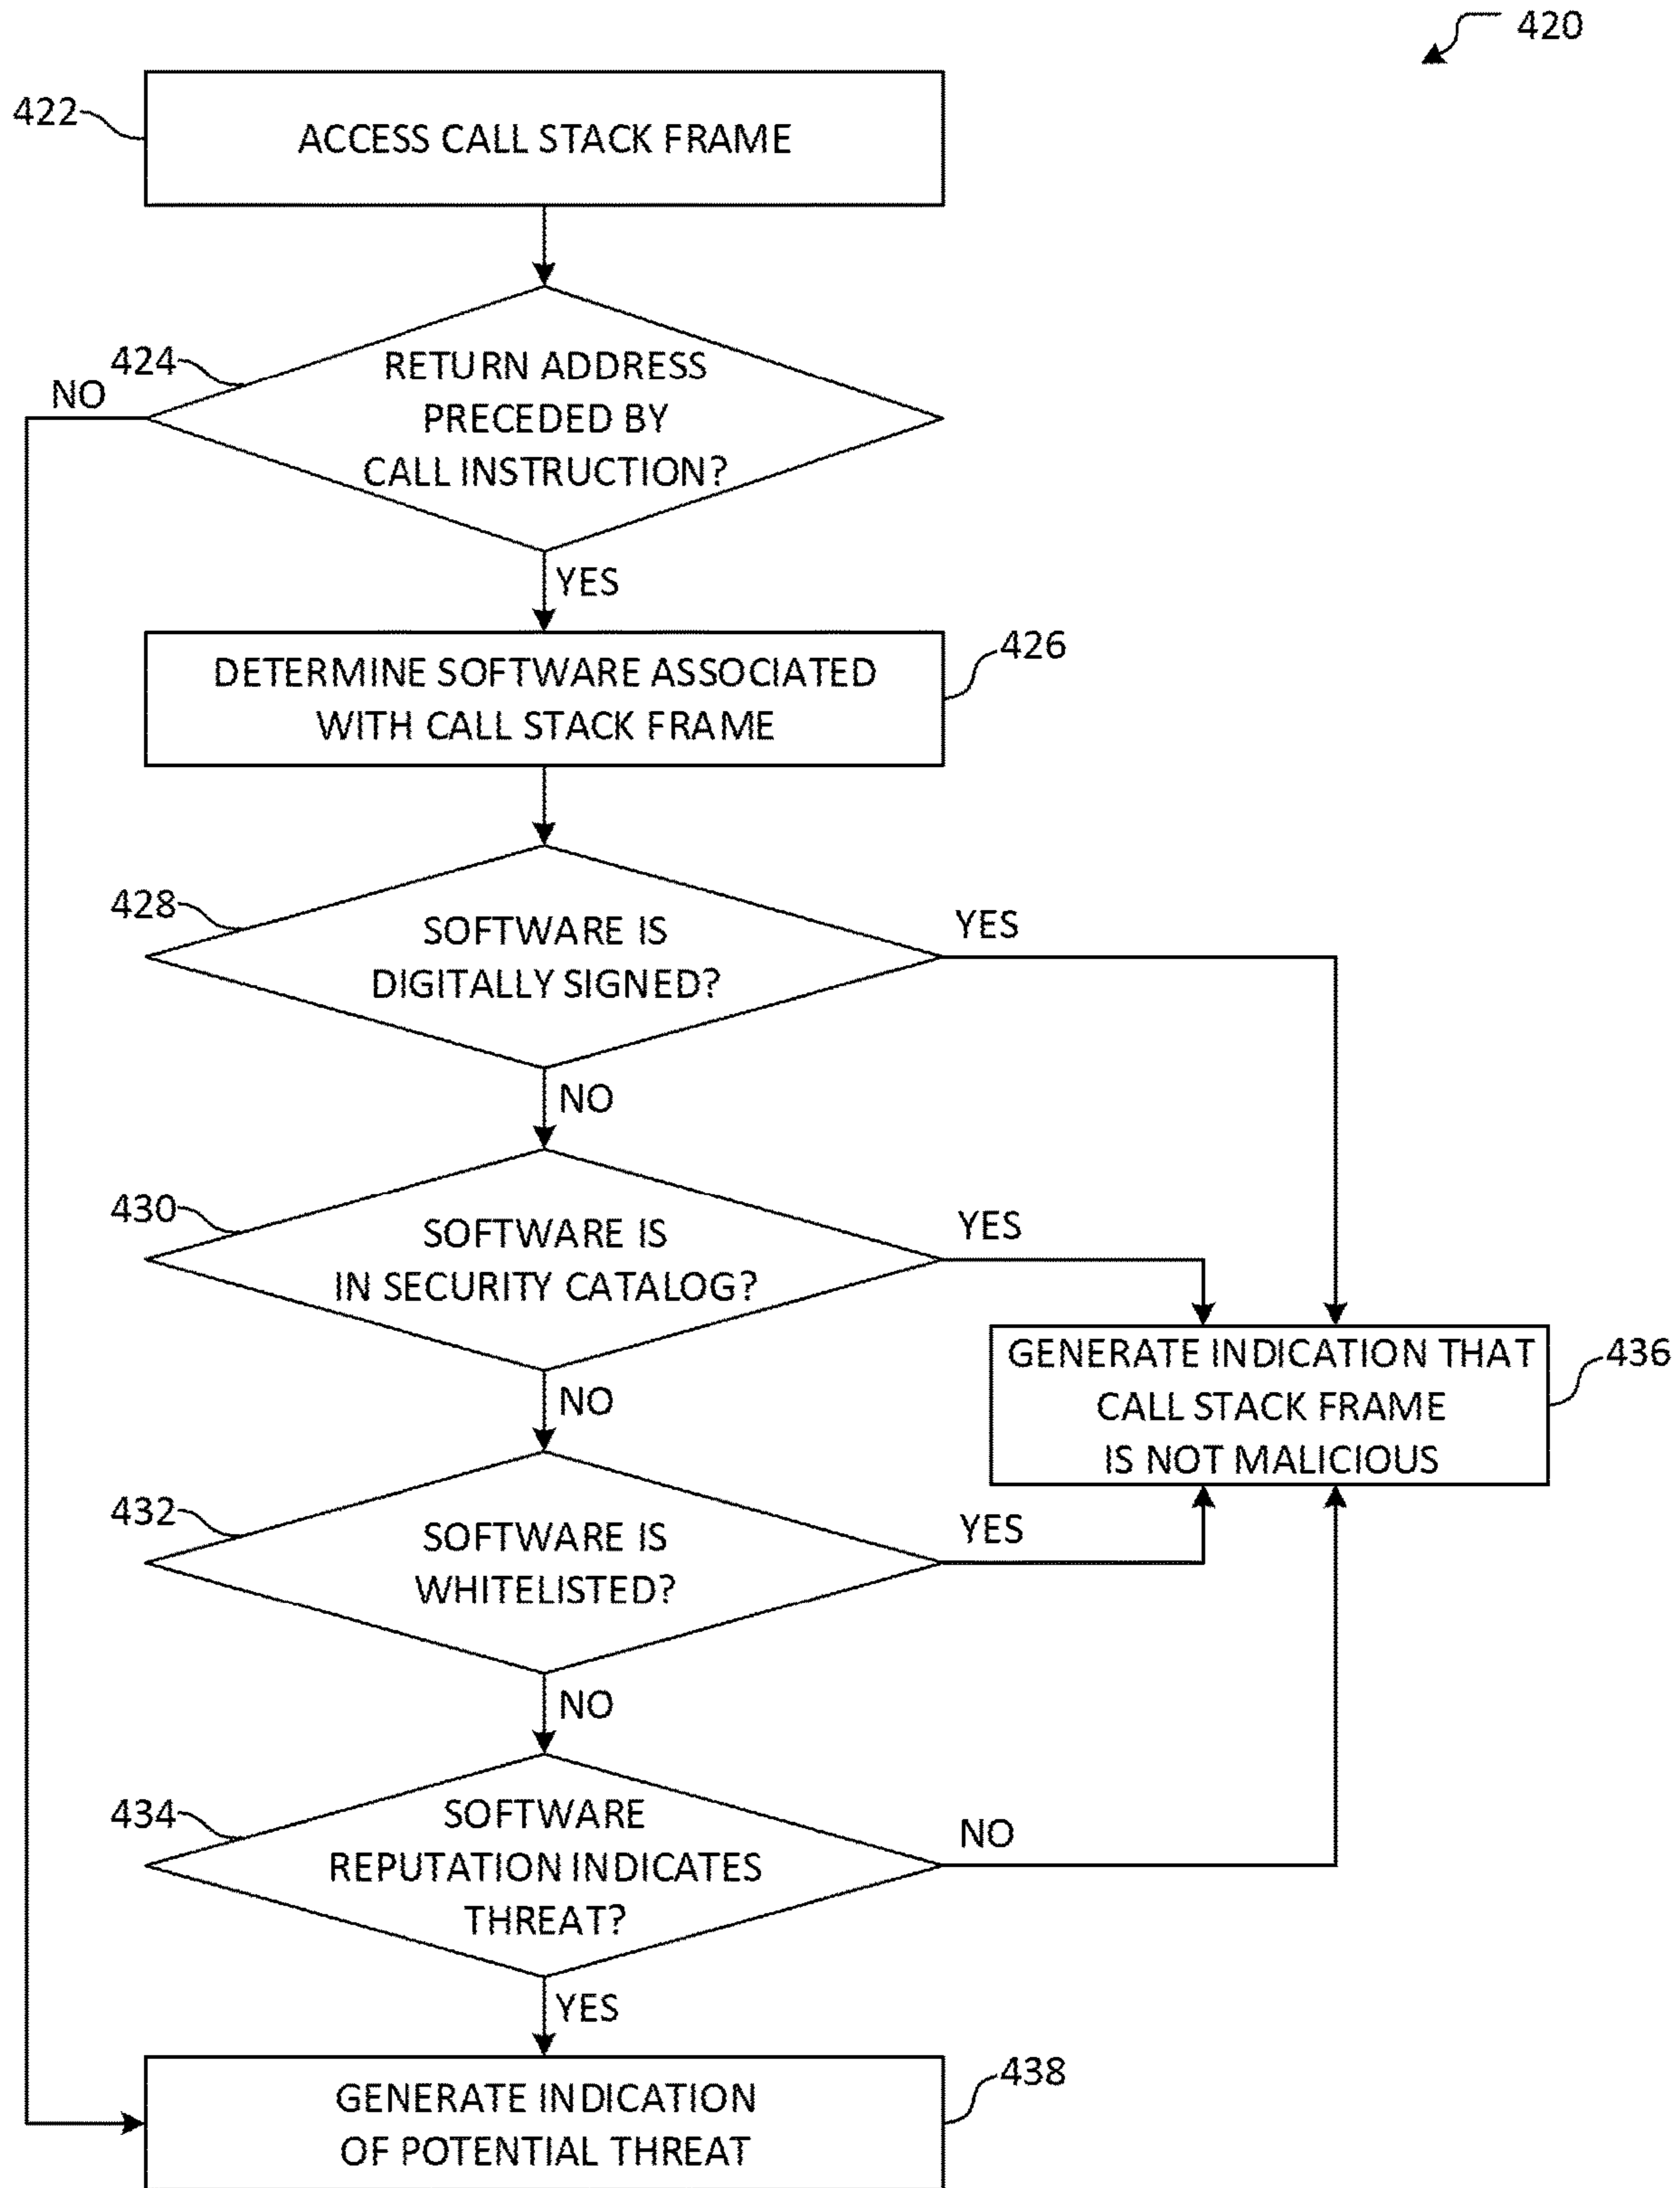 420
422
ACCESS CALL STACK FRAME
424
NO
RETURN ADDRESS
PRECEDED BY
CALL INSTRUCTION?
YES
426
DETERMINE SOFTWARE ASSOCIATED
WITH CALL STACK FRAME
428
SOFTWARE IS
DIGITALLY SIGNED?
YES
NO
430
SOFTWARE IS
IN SECURITY CATALOG?
YES
NO
GENERATE INDICATION THAT
CALL STACK FRAME
IS NOT MALICIOUS
436
432
SOFTWARE IS
WHITELISTED?
YES
NO
434
SOFTWARE
REPUTATION INDICATES
THREAT?
NO
YES
438
GENERATE INDICATION
OF POTENTIAL THREAT